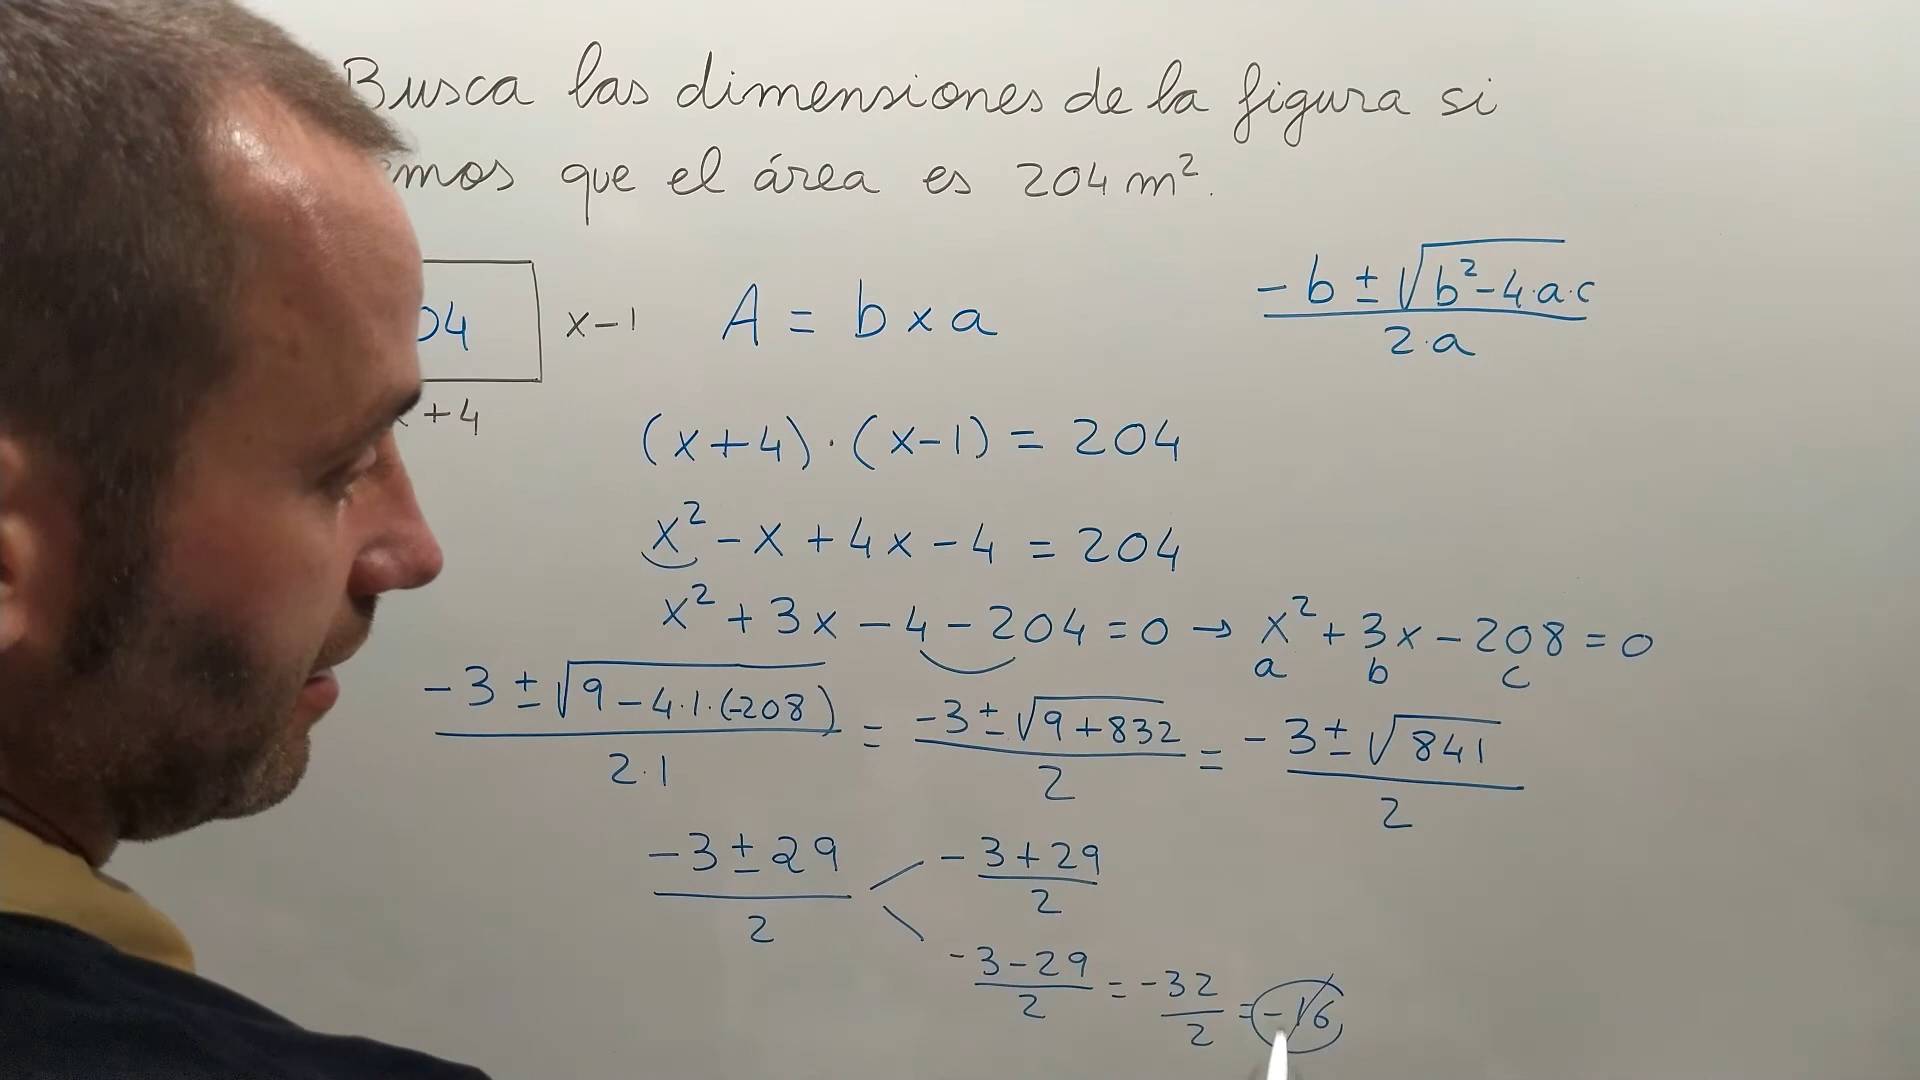 Busca las dimensiones de la figura si
que el área es 204 m².
x-1
+4
A = b x a
-b ± √b²-4·a·c
2·a
(x+4)·(x-1) = 204
x² - x + 4x - 4 = 204
x² + 3x - 4 - 204 = 0 → x² + 3x - 208 = 0
a b c
-3 ± √9-4·1·(-208) = -3 ± √9+832 = -3 ± √841
2·1 2 2
-3 ± 29
2
-3+29
2
-3-29 = -32 = -16
2 2